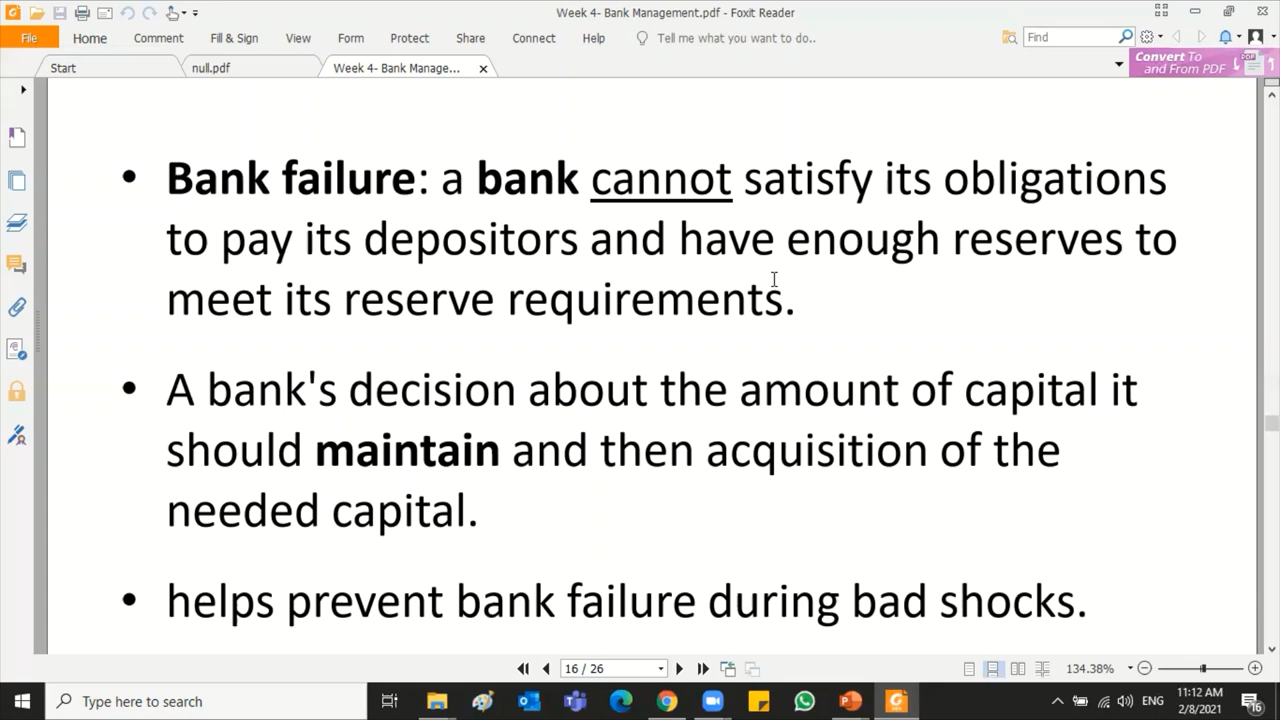 Week 4- Bank Management.pdf - Foxit Reader
File Home Comment Fill & Sign View Form Protect Share Connect Help Tell me what you want to do.. Find
Start null.pdf Week 4- Bank Manage...
Convert To
and From PDF
PDF
• Bank failure: a bank cannot satisfy its obligations
to pay its depositors and have enough reserves to
meet its reserve requirements.
• A bank's decision about the amount of capital it
should maintain and then acquisition of the
needed capital.
• helps prevent bank failure during bad shocks.
16 / 26 134.38%
Type here to search
ENG
11:12 AM
2/8/2021
16